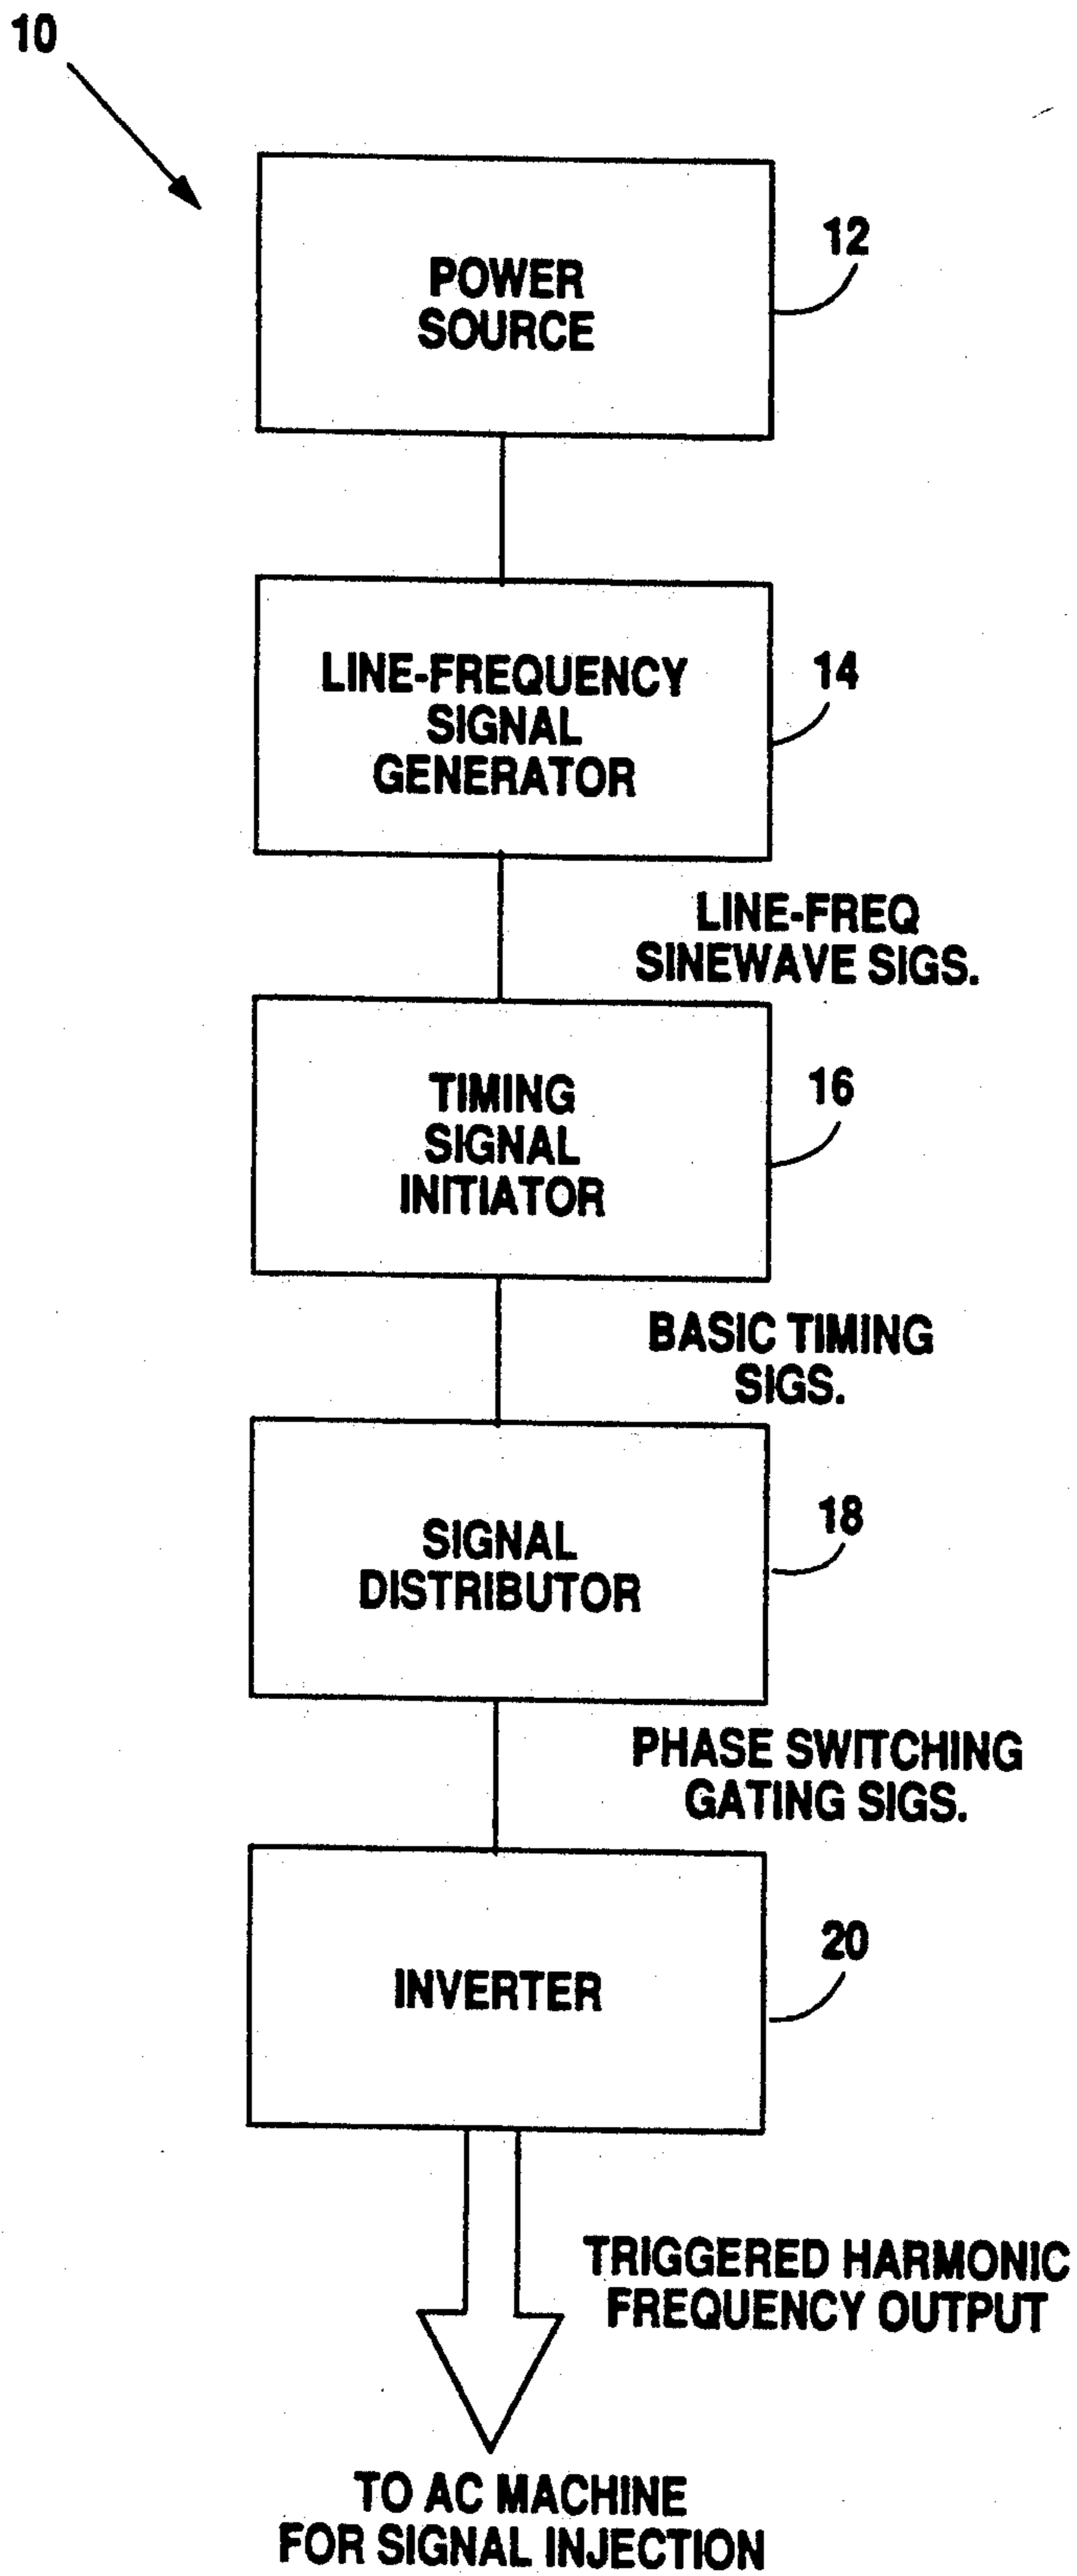 10
POWER
SOURCE
12
LINE-FREQUENCY
SIGNAL
GENERATOR
14
LINE-FREQ
SINEWAVE SIGS.
TIMING
SIGNAL
INITIATOR
16
BASIC TIMING
SIGS.
SIGNAL
DISTRIBUTOR
18
PHASE SWITCHING
GATING SIGS.
INVERTER
20
TRIGGERED HARMONIC
FREQUENCY OUTPUT
TO AC MACHINE
FOR SIGNAL INJECTION